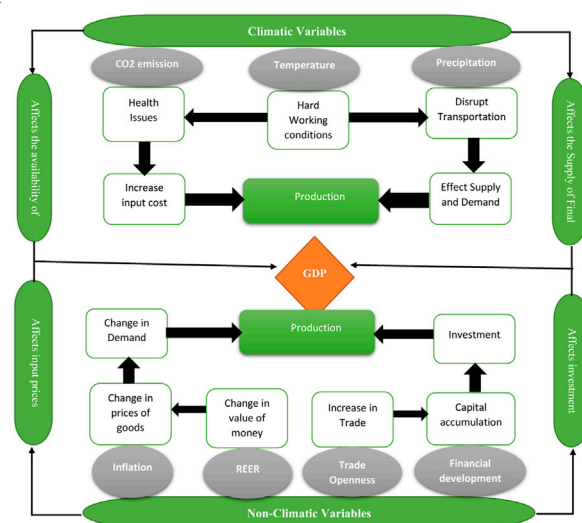 Climatic Variables
CO2 emission
Temperature
Precipitation
Health
Issues
Hard
Working
conditions
Disrupt
Transportation
Increase
input cost
Production
Effect Supply
and Demand
Affects the availability of
Affects the Supply of Final
GDP
Affects input prices
Affects investment
Change in
Demand
Production
Investment
Change in
prices of
goods
Change in
value of
money
Increase in
Trade
Capital
accumulation
Inflation
REER
Trade
Openness
Financial
development
Non-Climatic Variables